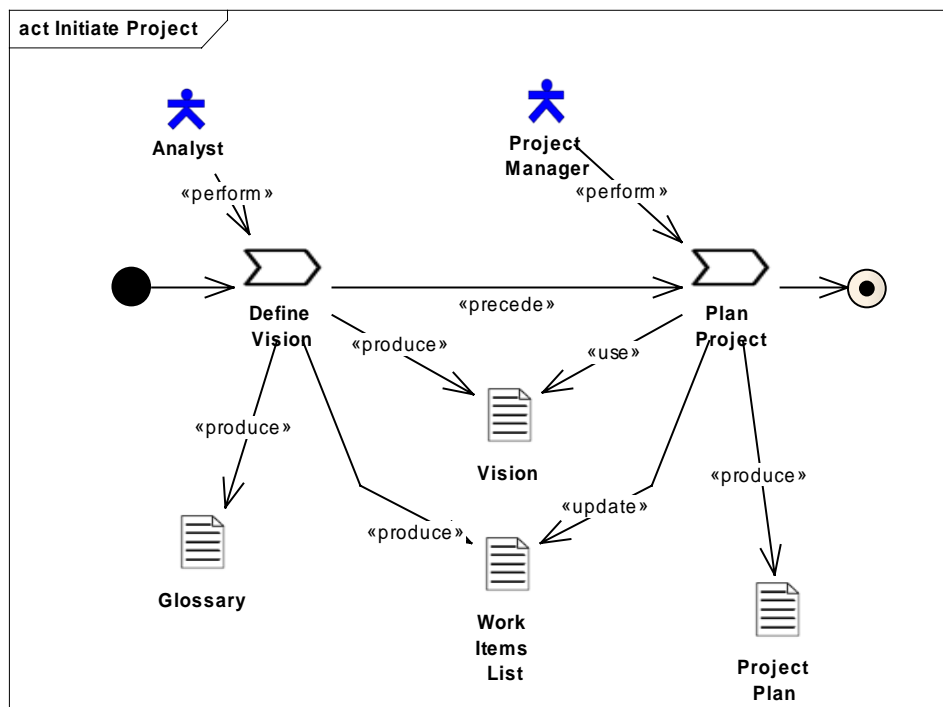 act Initiate Project
Analyst
Project
Manager
«perform»
«perform»
Define
Vision
«precede»
Plan
Project
«produce»
«use»
«produce»
Vision
«produce»
«produce»
«update»
Glossary
Work
Items
List
Project
Plan